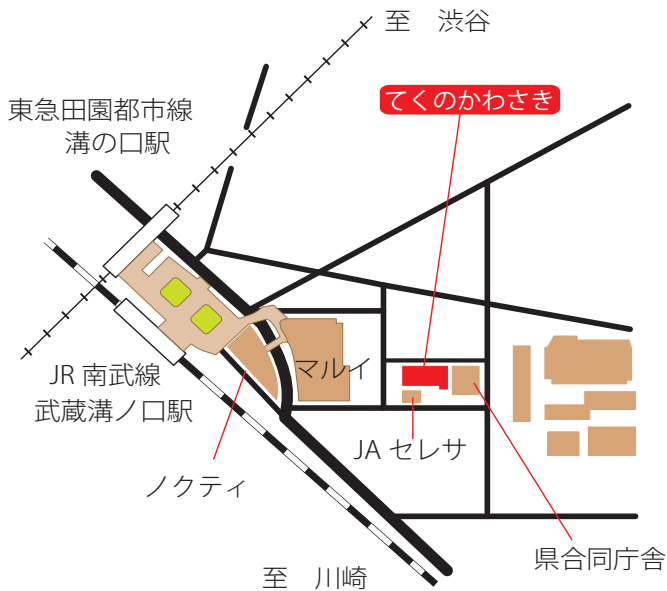 至　渋谷
てくのかわさき
東急田園都市線
溝の口駅
マルイ
JR 南武線
武蔵溝ノ口駅
JA セレサ
ノクティ
県合同庁舎
至　川崎